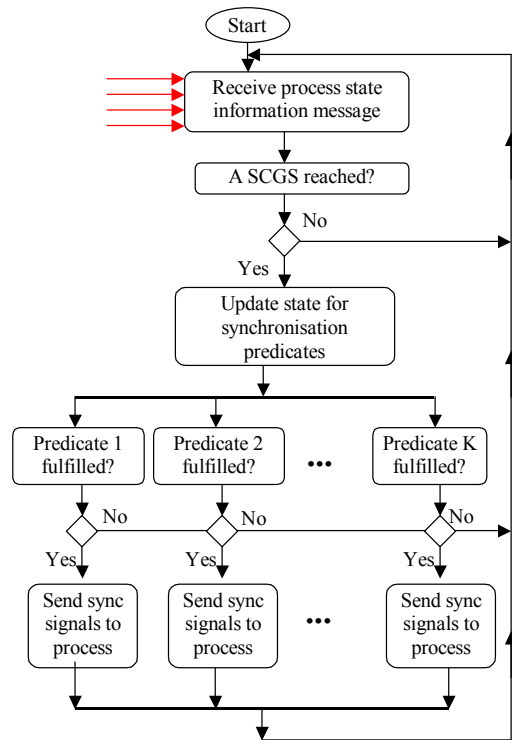 Start
Receive process state
information message
A SCGS reached?
No
Yes
Update state for
synchronisation
predicates
Predicate 1
fulfilled?
Predicate 2
fulfilled?
...
Predicate K
fulfilled?
No
No
No
Yes
Yes
Yes
Send sync
signals to
process
Send sync
signals to
process
...
Send sync
signals to
process